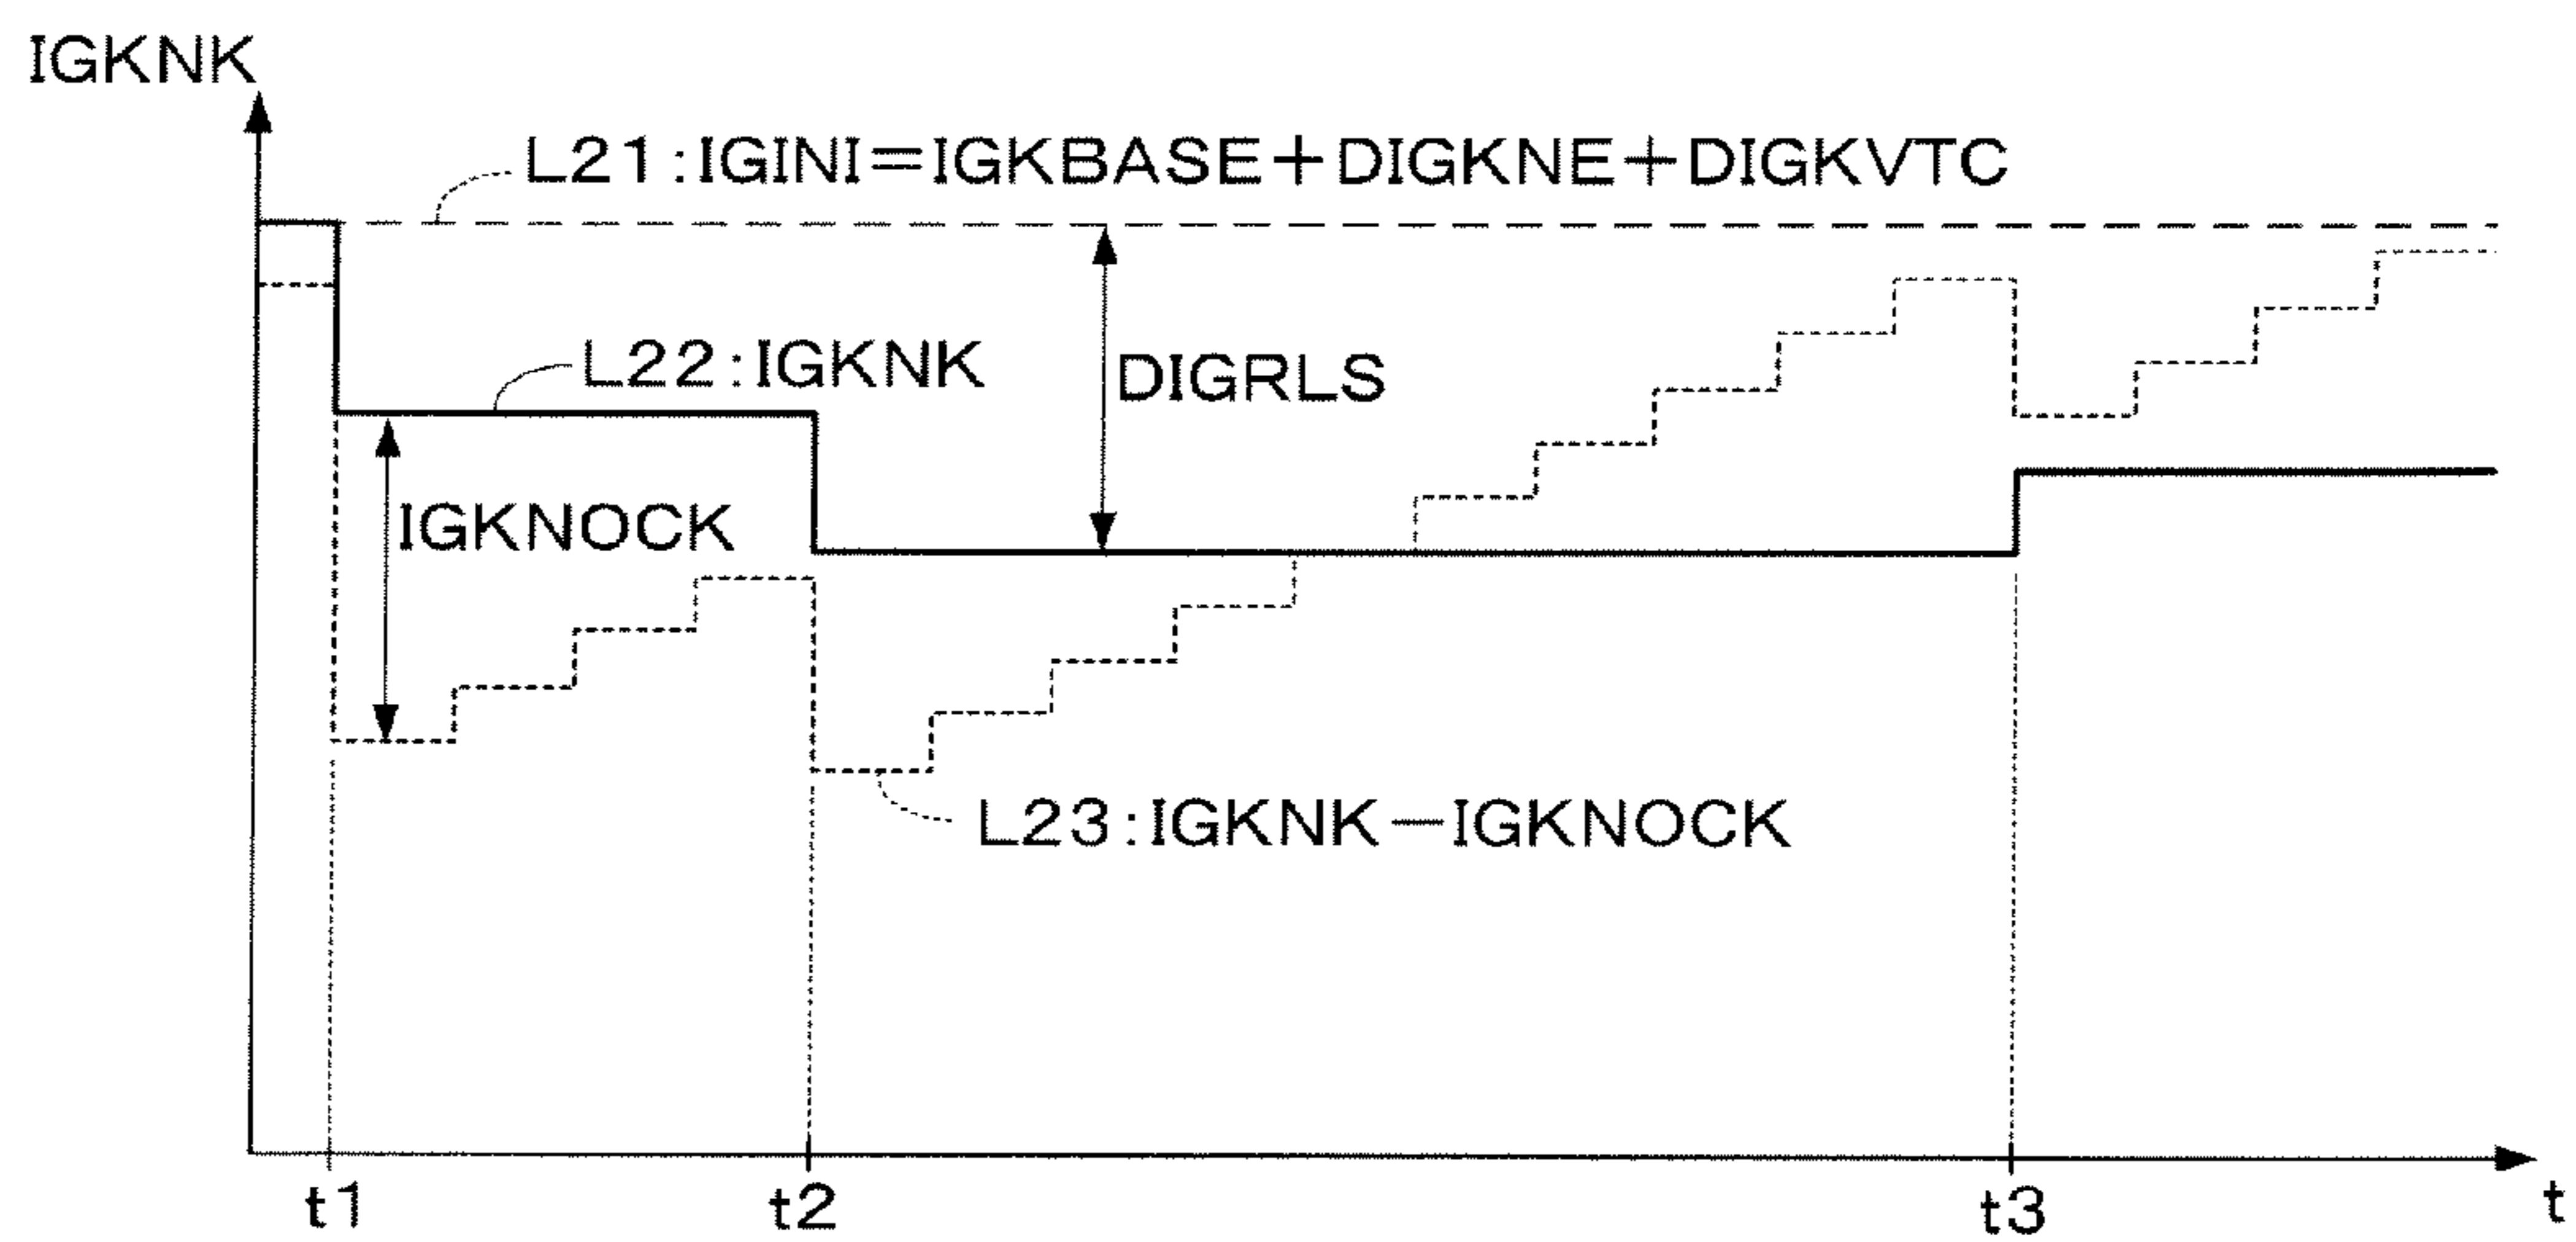 IGKNK
L21:IGINI=IGKBASE+DIGKNE+DIGKVTC
L22:IGKNK
DIGRLS
IGKNOCK
L23:IGKNK-IGKNOCK
t1 t2 t3 t